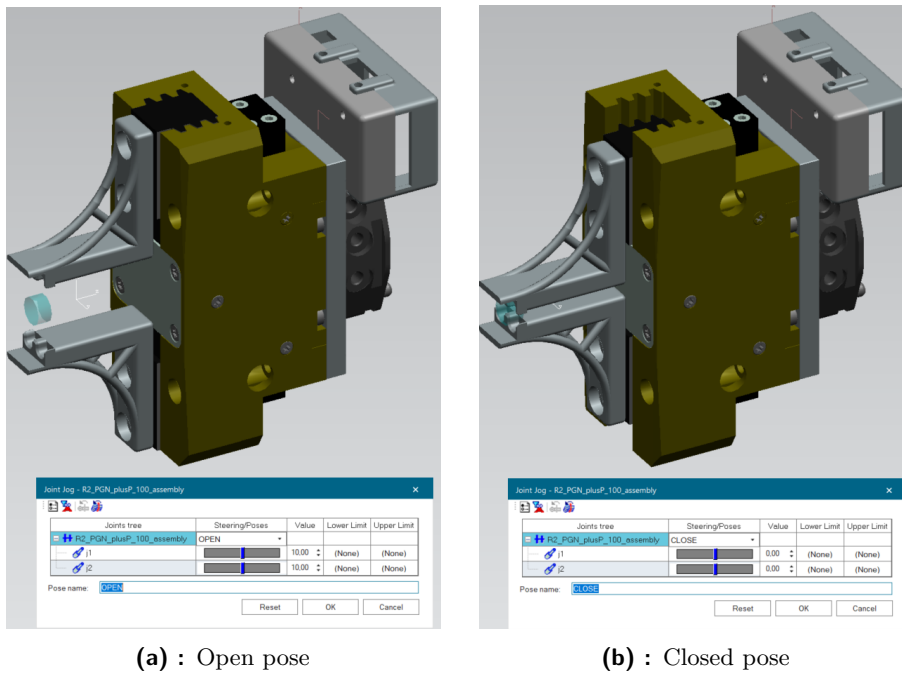 Joint Jog - R2_PGN_plusP_100_assembly
Joints tree Steering/Poses Value Lower Limit Upper Limit
R2_PGN_plusP_100_assembly OPEN
j1 10.00 (None) (None)
j2 10.00 (None) (None)
Pose name: OPEN
Reset OK Cancel
(a) : Open pose
Joint Jog - R2_PGN_plusP_100_assembly
Joints tree Steering/Poses Value Lower Limit Upper Limit
R2_PGN_plusP_100_assembly CLOSE
j1 0.00 (None) (None)
j2 0.00 (None) (None)
Pose name: CLOSE
Reset OK Cancel
(b) : Closed pose